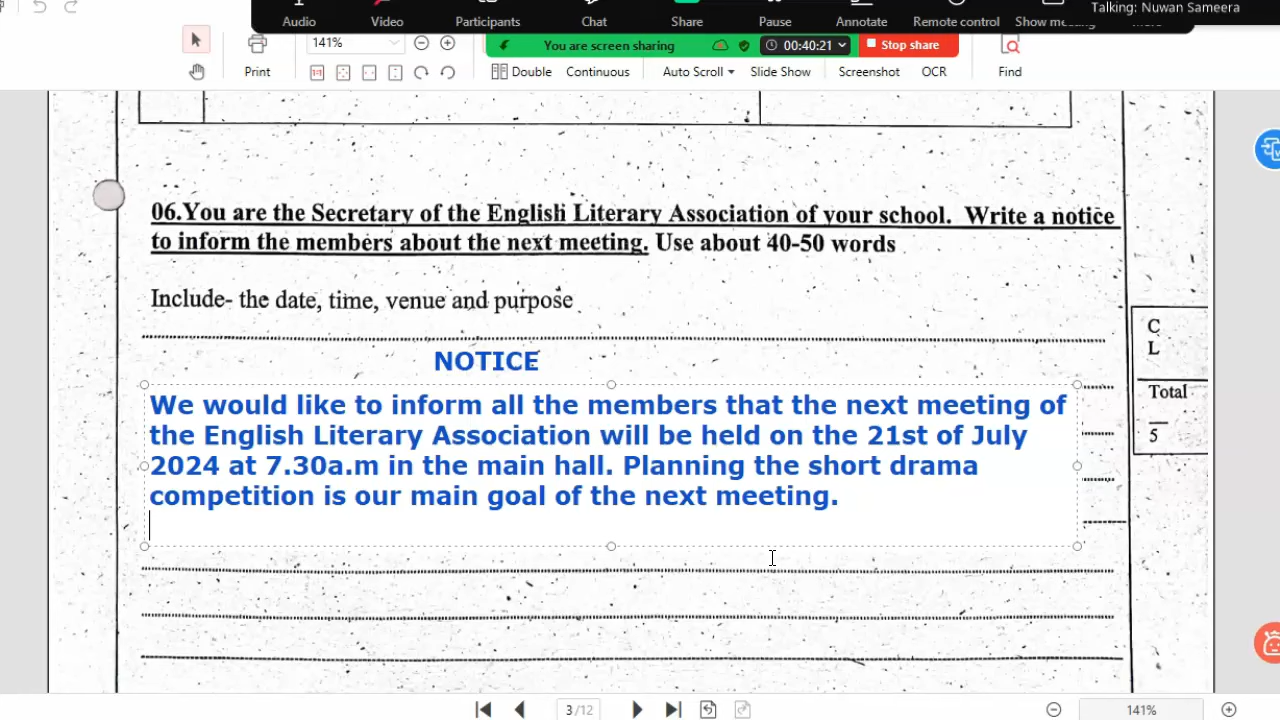 Talking: Nuwan Sameera
Audio Video Participants Chat Share Pause Annotate Remote control
141% You are screen sharing 00:40:21 Stop share
Print Double Continuous Auto Scroll Slide Show Screenshot OCR Find
06.You are the Secretary of the English Literary Association of your school. Write a notice
to inform the members about the next meeting. Use about 40-50 words
Include- the date, time, venue and purpose
C
L
Total
5
NOTICE
We would like to inform all the members that the next meeting of
the English Literary Association will be held on the 21st of July
2024 at 7.30a.m in the main hall. Planning the short drama
competition is our main goal of the next meeting.
3/12 141%